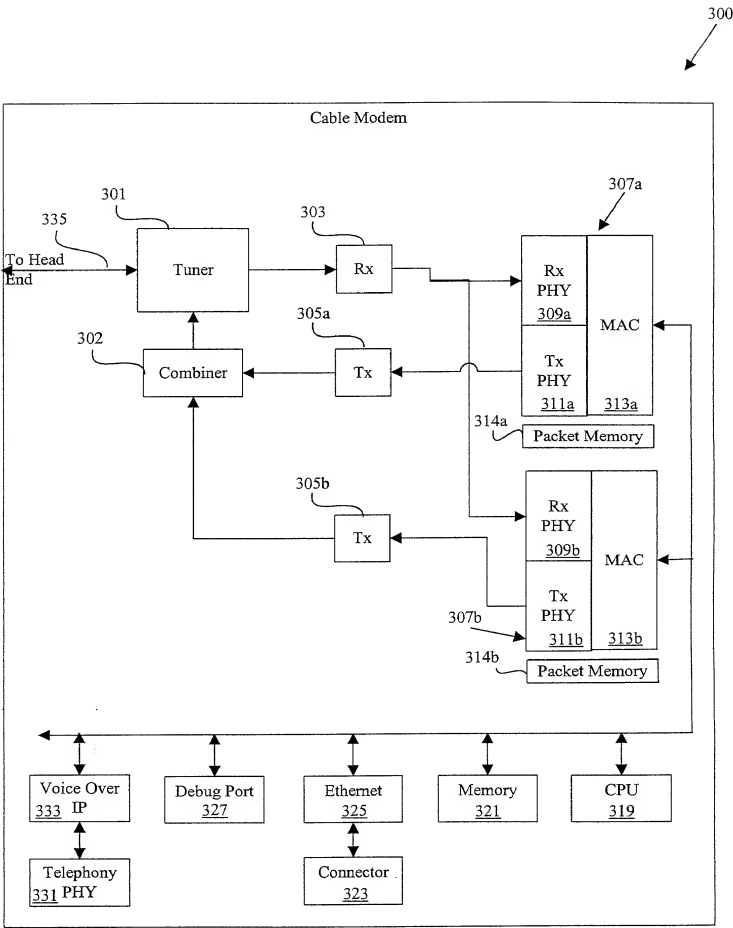 300
Cable Modem
307a
301
303
335
To Head
End
Tuner
Rx
Rx
PHY
309a
MAC
305a
302
Combiner
Tx
Tx
PHY
311a
313a
314a
Packet Memory
305b
Rx
PHY
309b
Tx
MAC
Tx
PHY
307b
311b
313b
314b
Packet Memory
Voice Over
IP
333
Debug Port
327
Ethernet
325
Memory
321
CPU
319
Telephony
PHY
331
Connector
323